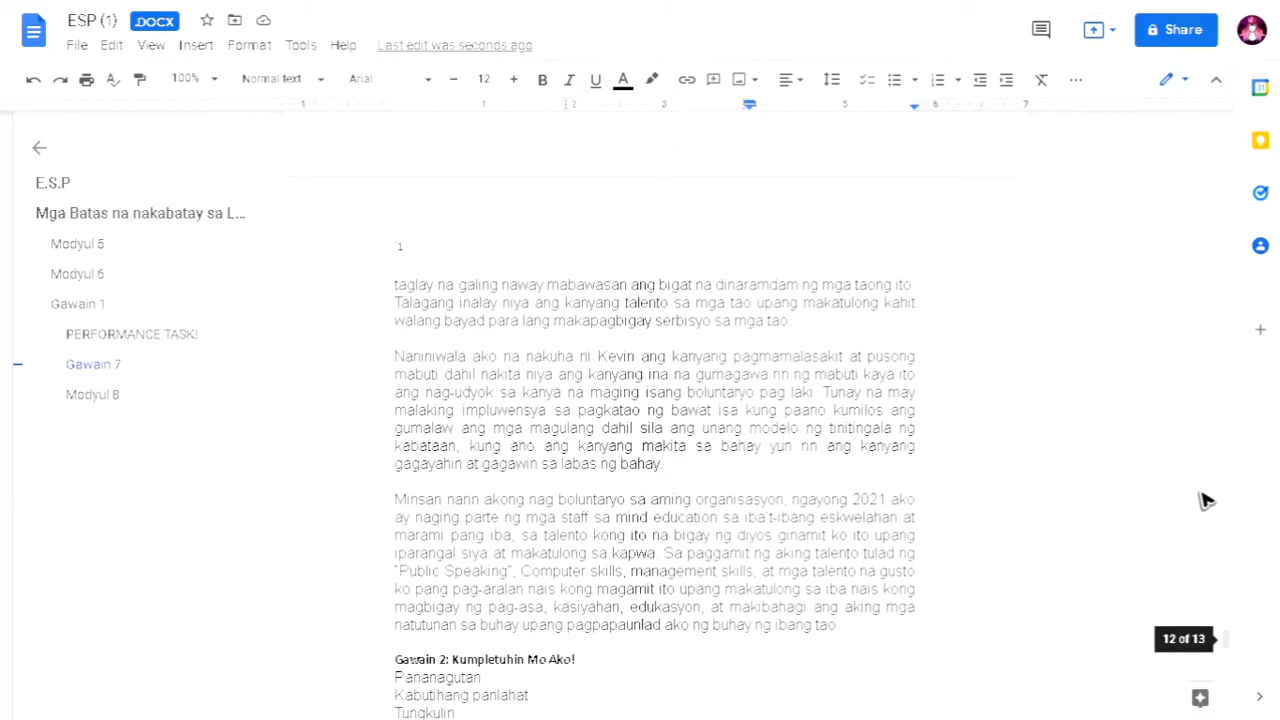 ESP (1) .DOCX
Share
File Edit View Insert Format Tools Help Last edit was seconds ago
100% Normal text Arial 12
1 1 2 3 5 6 7
E.S.P
Mga Batas na nakabatay sa L...
Modyul 5
Modyul 6
Gawain 1
PERFORMANCE TASK!
Gawain 7
Modyul 8
1
taglay na galing naway mabawasan ang bigat na dinaramdam ng mga taong ito
Talagang inalay niya ang kanyang talento sa mga tao upang makatulong kahit
walang bayad para lang makapagbigay serbisyo sa mga tao.
Naniniwala ako na nakuha ni Kevin ang kanyang pagmamalasakit at pusong
mabuti dahil nakita niya ang kanyang ina na gumagawa rin ng mabuti kaya ito
ang nag-udyok sa kanya na maging isang boluntaryo pag laki. Tunay na may
malaking impluwensya sa pagkatao ng bawat isa kung paano kumilos ang
gumalaw ang mga magulang dahil sila ang unang modelo ng tinitingala ng
kabataan, kung ano ang kanyang makita sa bahay yun rin ang kanyang
gagayahin at gagawin sa labas ng bahay.
Minsan narin akong nag boluntaryo sa aming organisasyon, ngayong 2021 ako
ay naging parte ng mga staff sa mind education sa iba't-ibang eskwelahan at
marami pang iba, sa talento kong ito na bigay ng diyos ginamit ko ito upang
iparangal siya at makatulong sa kapwa. Sa paggamit ng aking talento tulad ng
"Public Speaking", Computer skills, management skills, at mga talento na gusto
ko pang pag-aralan nais kong magamit ito upang makatulong sa iba nais kong
magbigay ng pag-asa, kasiyahan, edukasyon, at makibahagi ang aking mga
natutunan sa buhay upang pagpapaunlad ako ng buhay ng ibang tao.
12 of 13
Gawain 2: Kumpletuhin Mo Ako!
Pananagutan
Kabutihang panlahat
Tungkulin